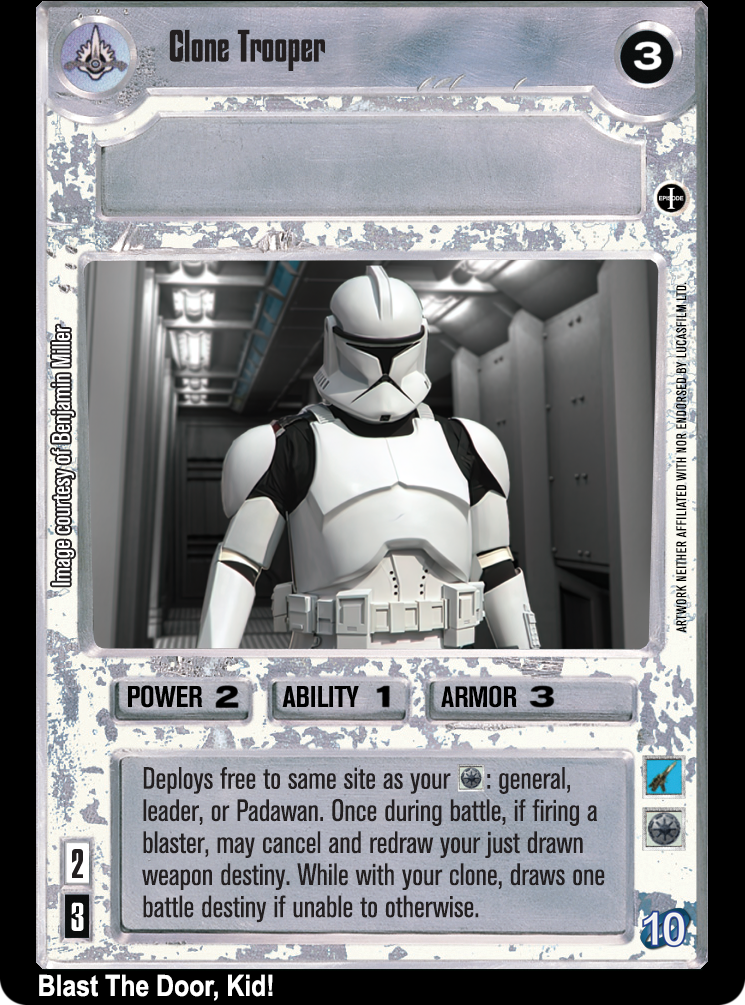 Clone Trooper
3
EPISODE
I
Image courtesy of Benjamin Miller
ARTWORK NEITHER AFFILIATED WITH NOR ENDORSED BY LUCASFILM LTD.
POWER 2
ABILITY 1
ARMOR 3
Deploys free to same site as your : general,
leader, or Padawan. Once during battle, if firing a
blaster, may cancel and redraw your just drawn
weapon destiny. While with your clone, draws one
battle destiny if unable to otherwise.
2
3
10
Blast The Door, Kid!